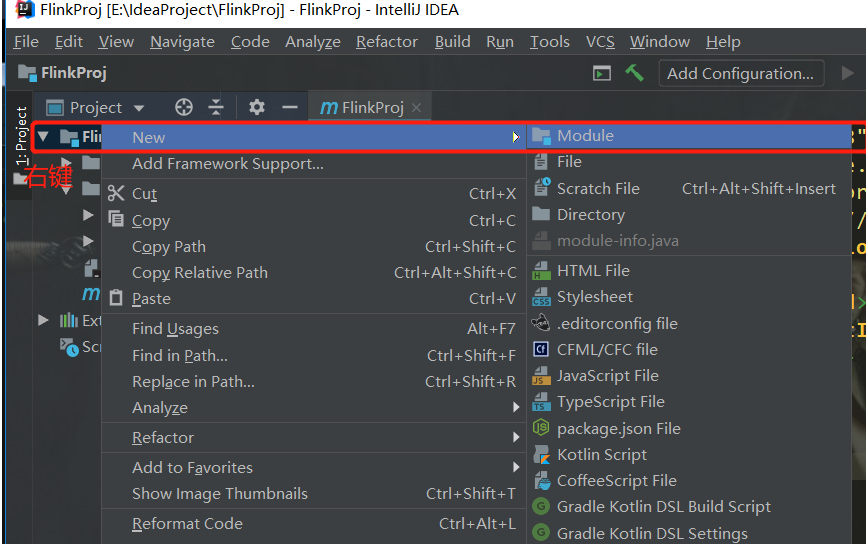 FlinkProj [E:\IdeaProject\FlinkProj] - FlinkProj - IntelliJ IDEA
File Edit View Navigate Code Analyze Refactor Build Run Tools VCS Window Help
FlinkProj Add Configuration...
1: Project
Project FlinkProj
右键
New
Add Framework Support...
Cut Ctrl+X
Copy Ctrl+C
Copy Path Ctrl+Shift+C
Copy Relative Path Ctrl+Alt+Shift+C
Paste Ctrl+V
Find Usages Alt+F7
Find in Path... Ctrl+Shift+F
Replace in Path... Ctrl+Shift+R
Analyze
Refactor
Add to Favorites
Show Image Thumbnails Ctrl+Shift+T
Reformat Code Ctrl+Alt+L
Module
File
Scratch File Ctrl+Alt+Shift+Insert
Directory
module-info.java
HTML File
Stylesheet
.editorconfig file
CFML/CFC file
JavaScript File
TypeScript File
package.json File
Kotlin Script
CoffeeScript File
Gradle Kotlin DSL Build Script
Gradle Kotlin DSL Settings